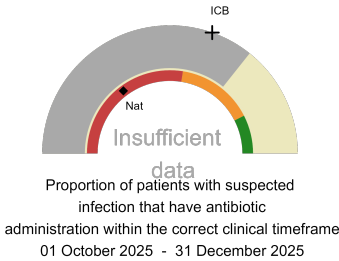 ICB
Nat
Insufficient
data
Proportion of patients with suspected
infection that have antibiotic
administration within the correct clinical timeframe
01 October 2025 - 31 December 2025